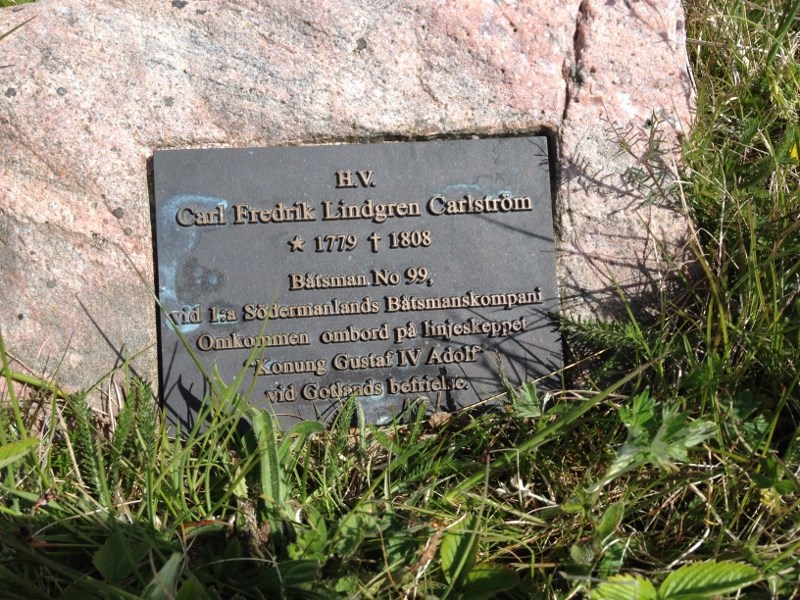 H.V.
Carl Fredrik Lindgren Carlström
★ 1779 † 1808
Båtsman No 99,
vid 1:a Södermanlands Båtsmanskompani
Omkommen ombord på linjeskeppet
"Konung Gustaf IV Adolf"
vid Gotlands befrielse.